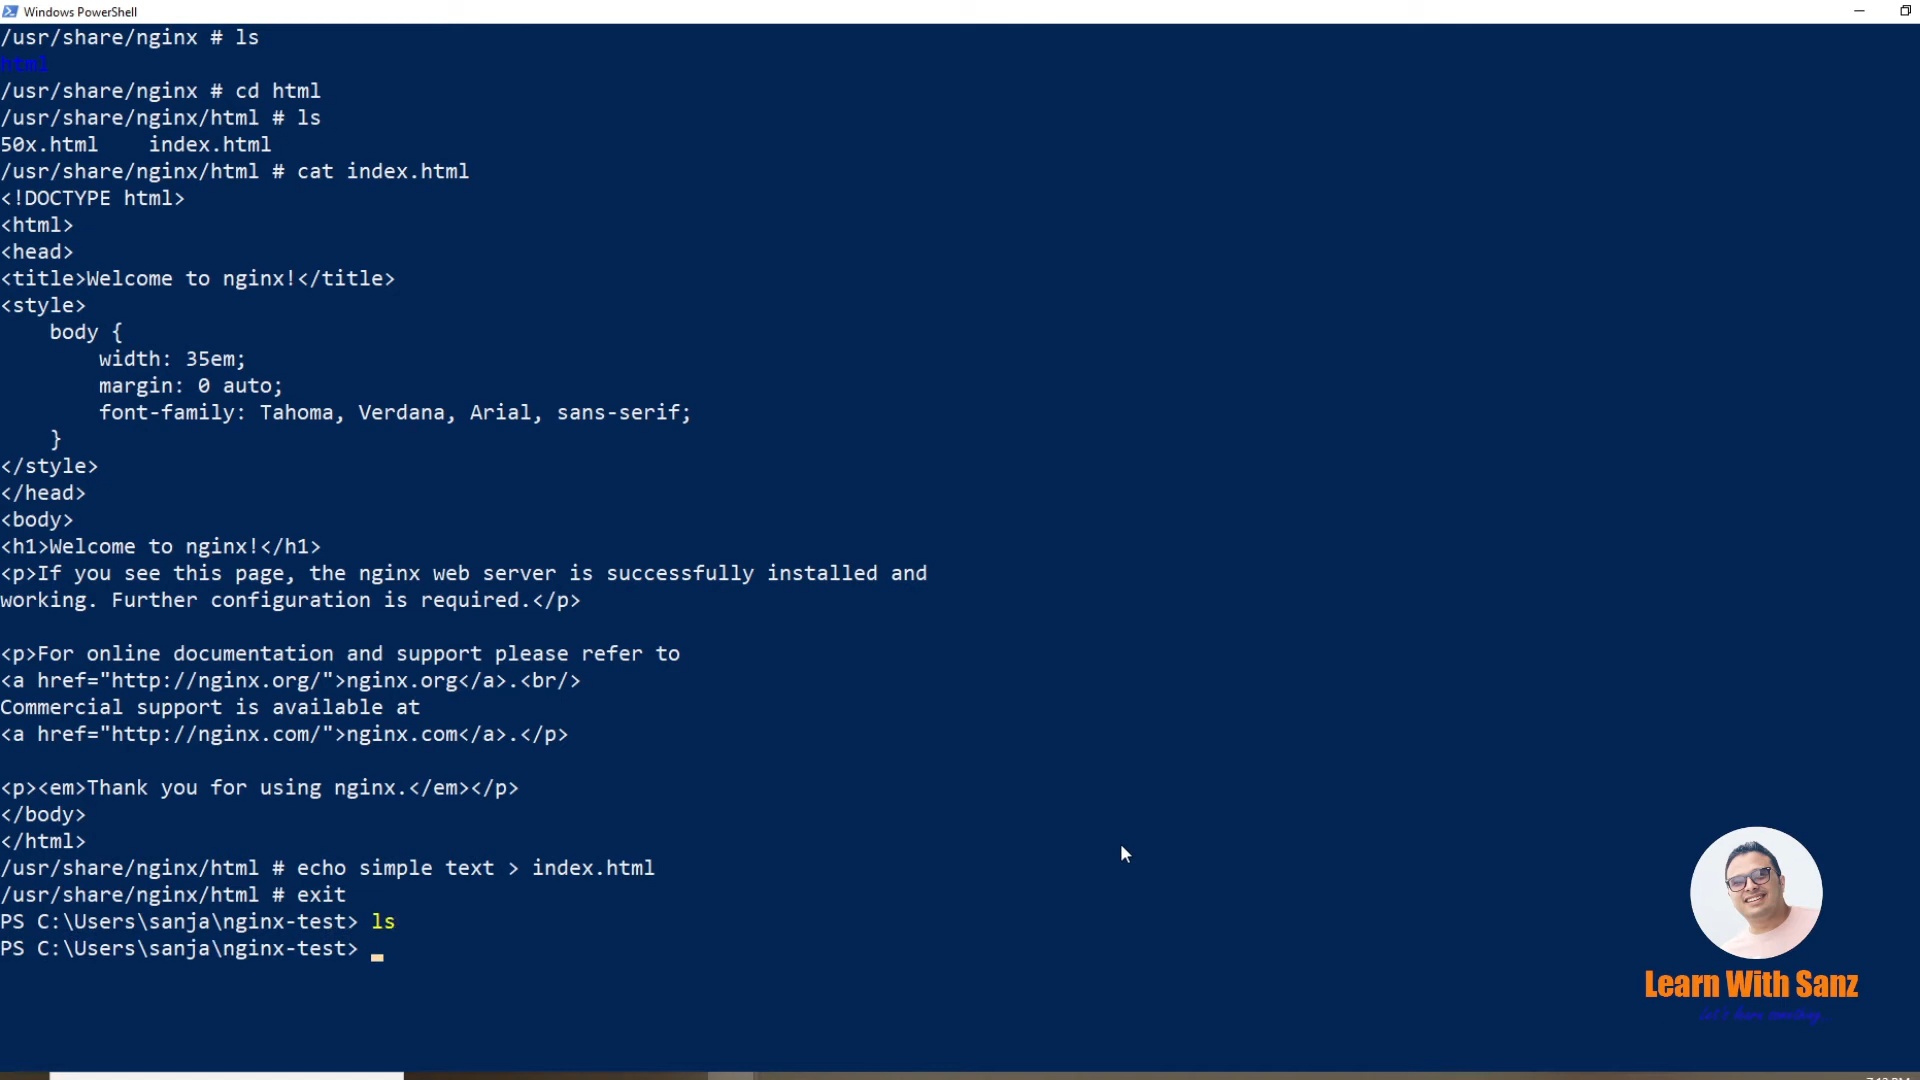 Windows PowerShell
/usr/share/nginx # ls
html
/usr/share/nginx # cd html
/usr/share/nginx/html # ls
50x.html    index.html
/usr/share/nginx/html # cat index.html
<!DOCTYPE html>
<html>
<head>
<title>Welcome to nginx!</title>
<style>
    body {
        width: 35em;
        margin: 0 auto;
        font-family: Tahoma, Verdana, Arial, sans-serif;
    }
</style>
</head>
<body>
<h1>Welcome to nginx!</h1>
<p>If you see this page, the nginx web server is successfully installed and
working. Further configuration is required.</p>
<p>For online documentation and support please refer to
<a href="http://nginx.org/">nginx.org</a>.<br/>
Commercial support is available at
<a href="http://nginx.com/">nginx.com</a>.</p>
<p><em>Thank you for using nginx.</em></p>
</body>
</html>
/usr/share/nginx/html # echo simple text > index.html
/usr/share/nginx/html # exit
PS C:\Users\sanja\nginx-test> ls
PS C:\Users\sanja\nginx-test>
Learn With Sanz
Let's learn something..